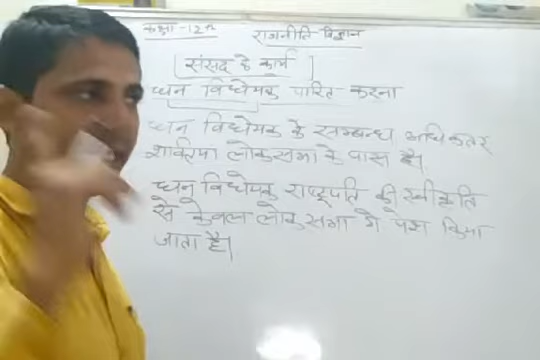 कक्षा - 12th
राजनीति विज्ञान
संसद के कार्य
धन विधेयक पारित करना
धन विधेयक के सम्बन्ध अधिकतर
शक्तियां लोकसभा के पास है।
धन विधेयक राष्ट्रपति की स्वीकृति
से केवल लोकसभा मे पेश किया
जाता है।